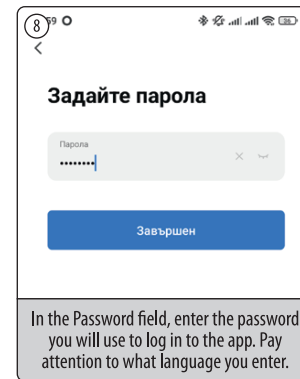 8
59
Задайте парола
Парола
••••••••
Завършен
In the Password field, enter the password
you will use to log in to the app. Pay
attention to what language you enter.